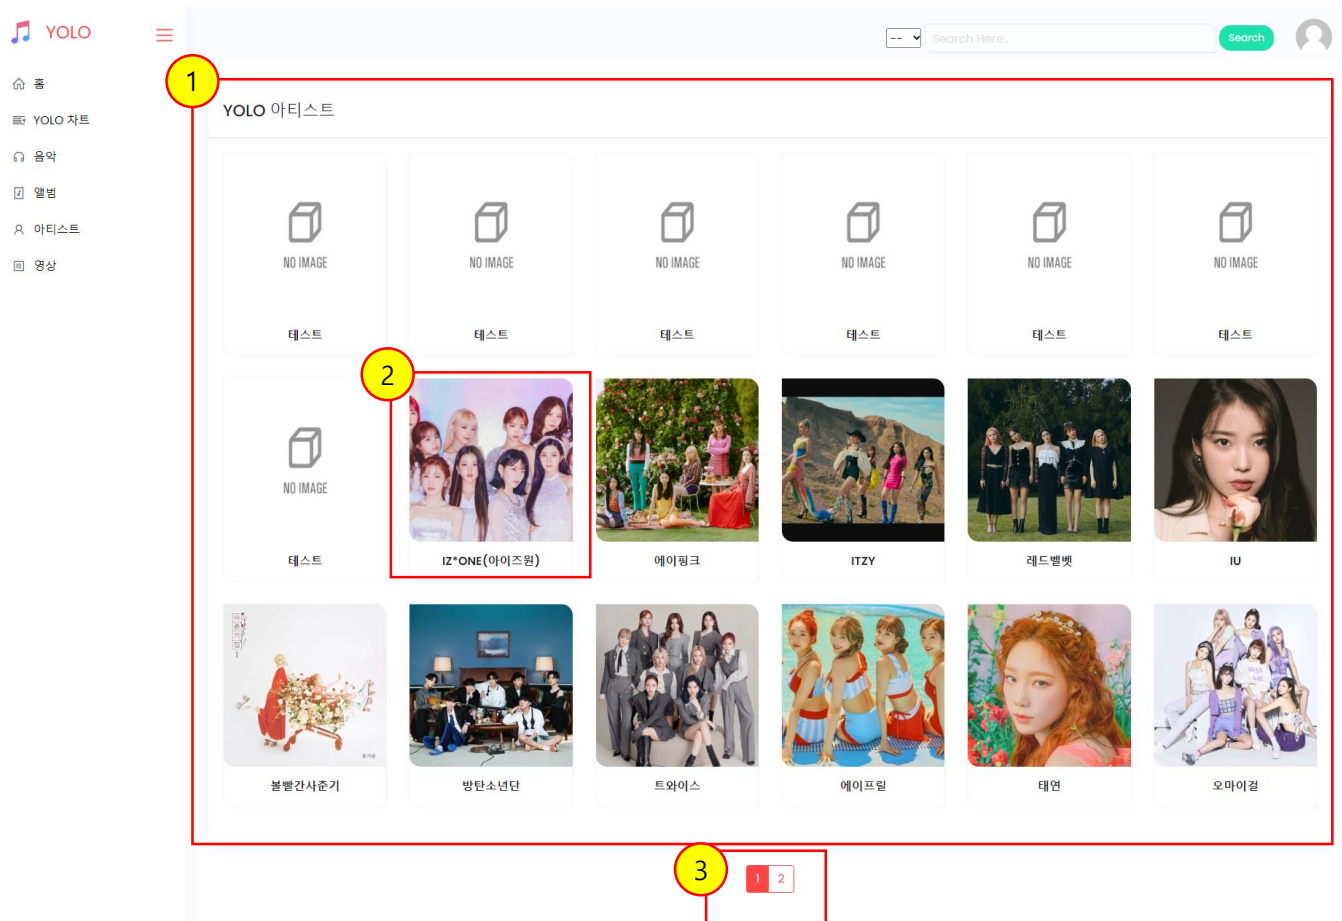 YOLO
-- Search Here.. Search
홈
YOLO 차트
음악
앨범
아티스트
영상
1
YOLO 아티스트
NO IMAGE NO IMAGE NO IMAGE NO IMAGE NO IMAGE NO IMAGE
테스트 테스트 테스트 테스트 테스트 테스트
2
NO IMAGE
테스트 IZ*ONE(아이즈원) 에이핑크 ITZY 레드벨벳 IU
볼빨간사춘기 방탄소년단 트와이스 에이프릴 태연 오마이걸
3
1 2